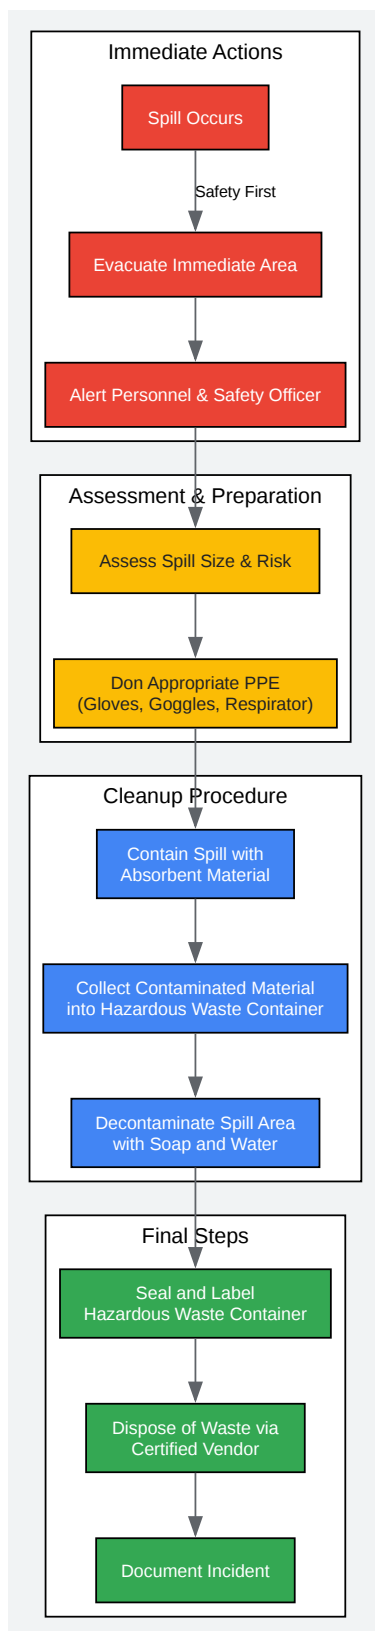 Immediate Actions
Spill Occurs
Safety First
Evacuate Immediate Area
Alert Personnel & Safety Officer
Assessment & Preparation
Assess Spill Size & Risk
Don Appropriate PPE
(Gloves, Goggles, Respirator)
Cleanup Procedure
Contain Spill with
Absorbent Material
Collect Contaminated Material
into Hazardous Waste Container
Decontaminate Spill Area
with Soap and Water
Final Steps
Seal and Label
Hazardous Waste Container
Dispose of Waste via
Certified Vendor
Document Incident